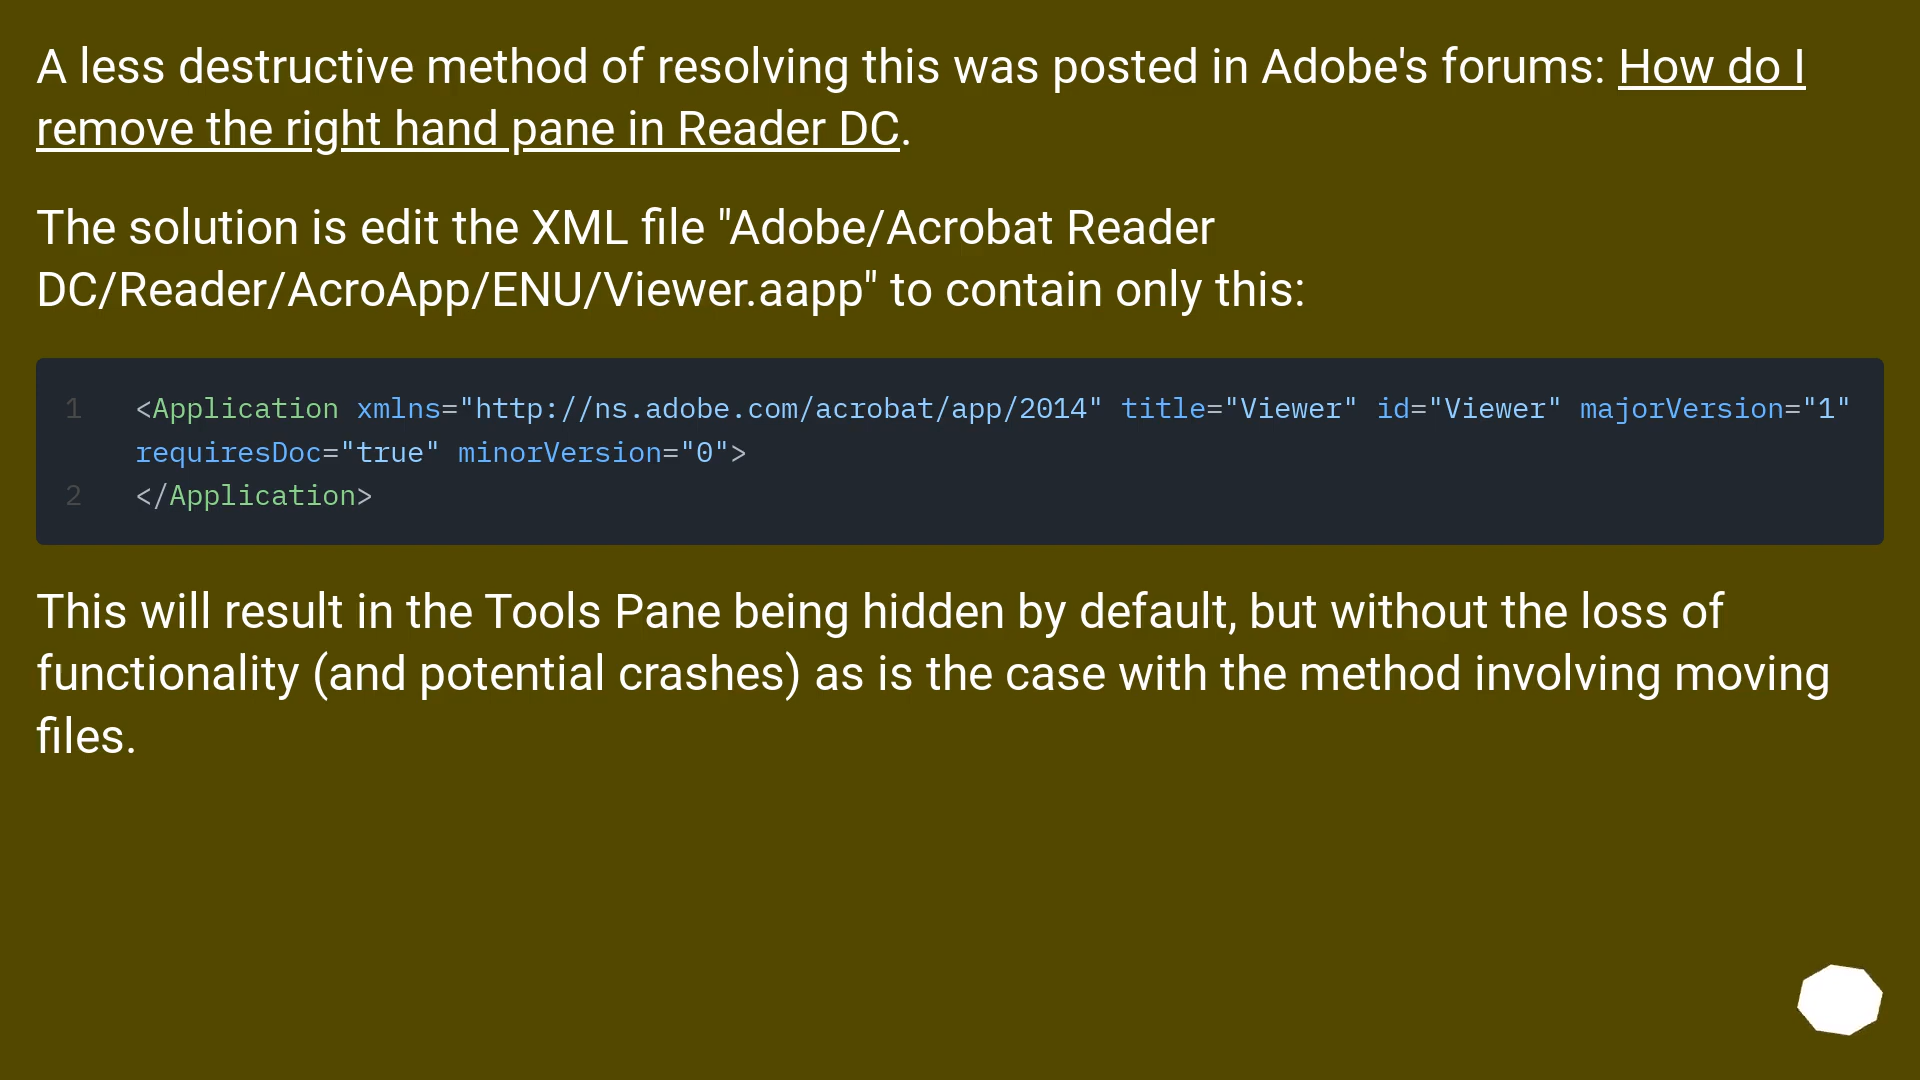 A less destructive method of resolving this was posted in Adobe's forums: How do I
remove the right hand pane in Reader DC.
The solution is edit the XML file "Adobe/Acrobat Reader
DC/Reader/AcroApp/ENU/Viewer.aapp" to contain only this:
1 <Application xmlns="http://ns.adobe.com/acrobat/app/2014" title="Viewer" id="Viewer" majorVersion="1"
requiresDoc="true" minorVersion="0">
2 </Application>
This will result in the Tools Pane being hidden by default, but without the loss of
functionality (and potential crashes) as is the case with the method involving moving
files.